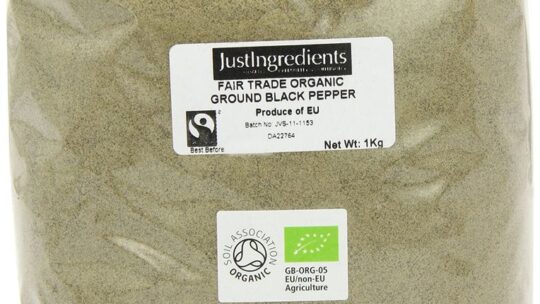 JustIngredients
FAIR TRADE ORGANIC
GROUND BLACK PEPPER
Produce of EU
Batch No: JVS-11-1153
DA22764
Best Before
Net Wt: 1Kg
SOIL ASSOCIATION
ORGANIC
GB-ORG-05
EU/non-EU
Agriculture